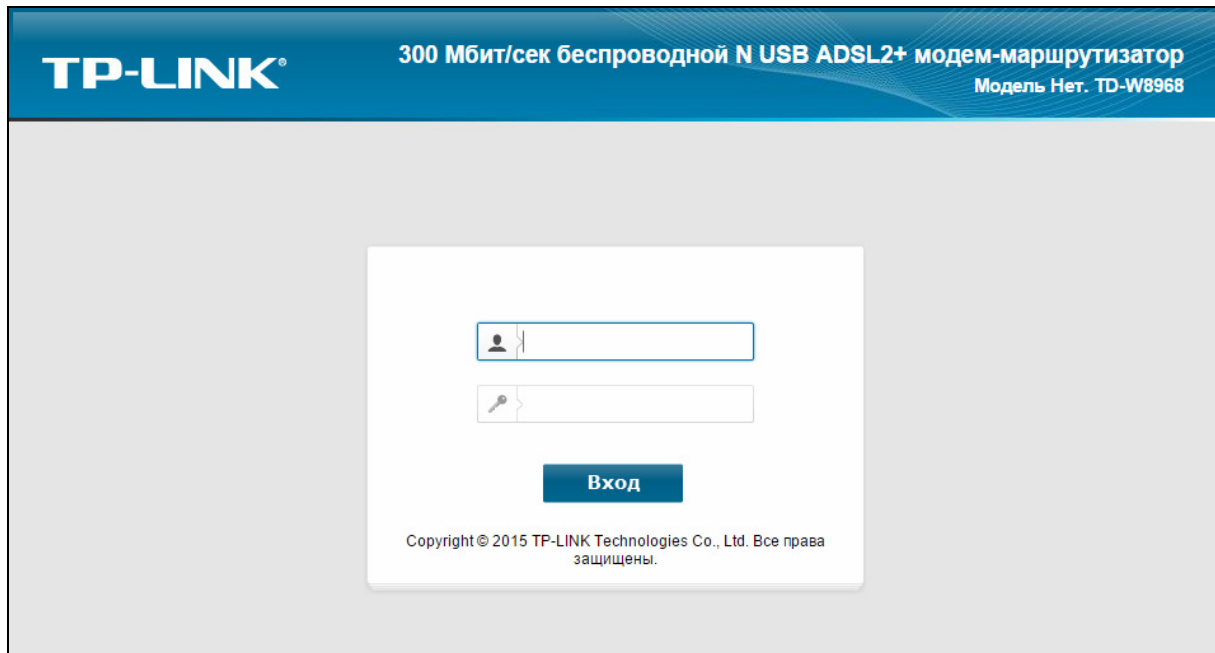 TP-LINK®
300 Мбит/сек беспроводной N USB ADSL2+ модем-маршрутизатор
Модель Нет. TD-W8968
Вход
Copyright © 2015 TP-LINK Technologies Co., Ltd. Все права
защищены.